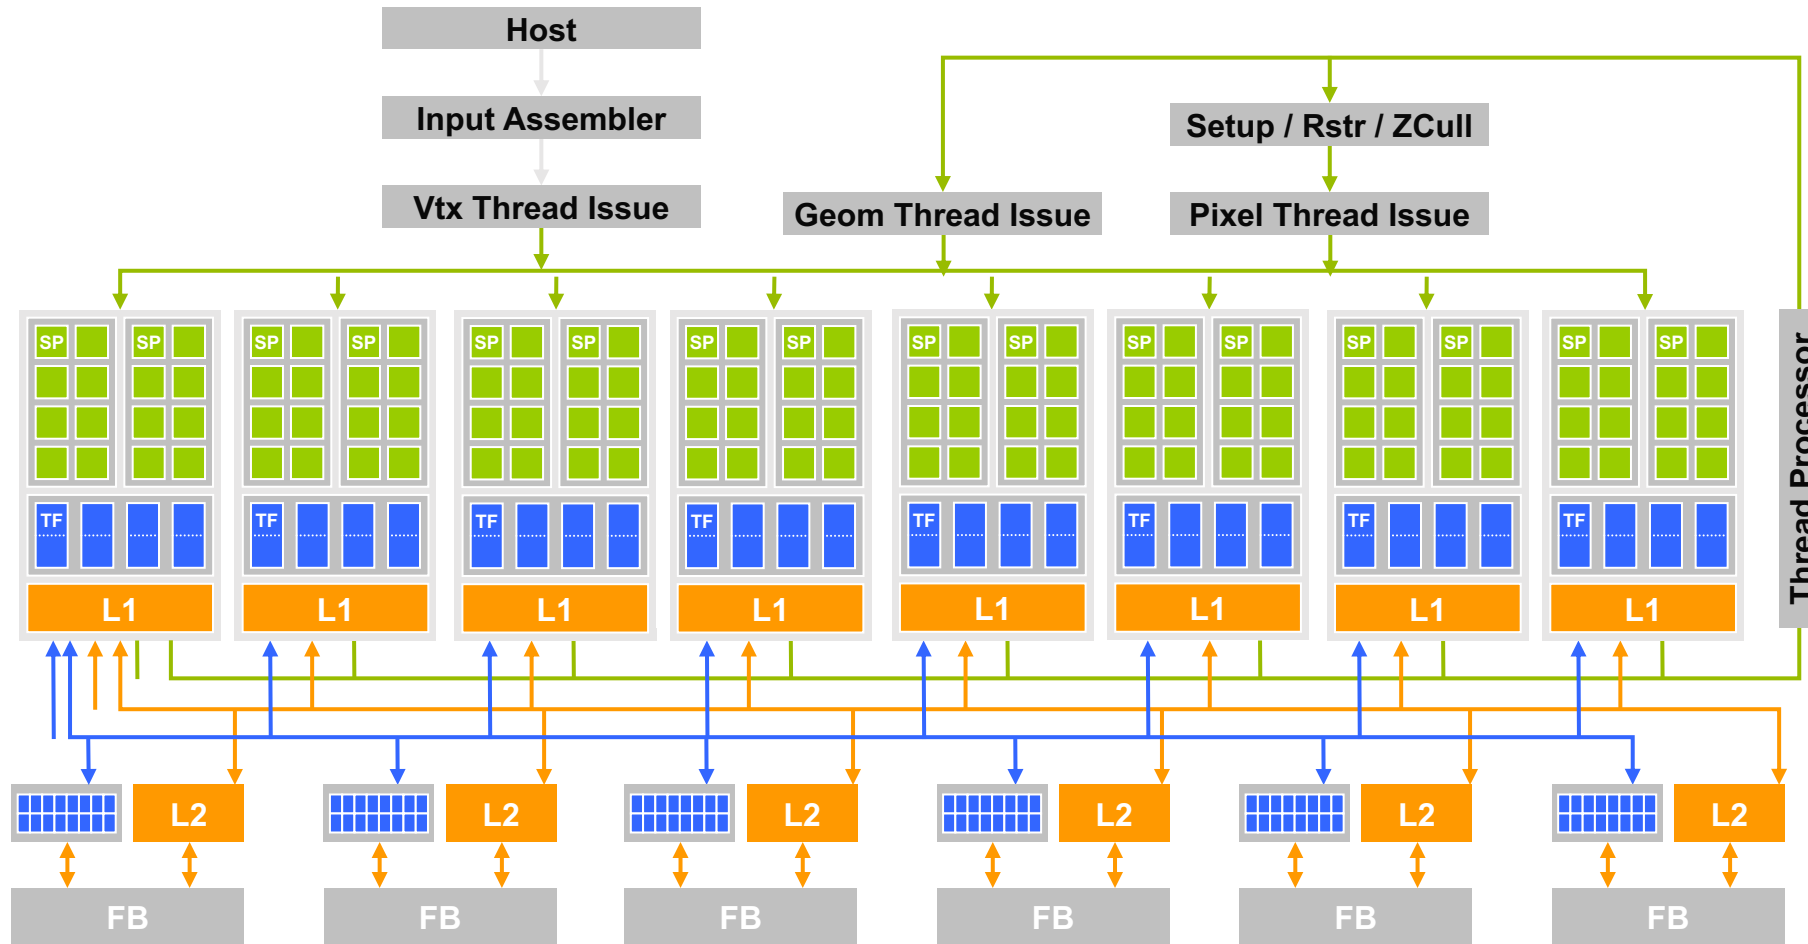 Host
Input Assembler
Setup / Rstr / ZCull
Vtx Thread Issue
Geom Thread Issue
Pixel Thread Issue
SP SP SP SP SP SP SP SP SP SP SP SP SP SP SP SP
Thread Processor
TF TF TF TF TF TF TF TF
L1 L1 L1 L1 L1 L1 L1 L1
L2 L2 L2 L2 L2 L2
FB FB FB FB FB FB